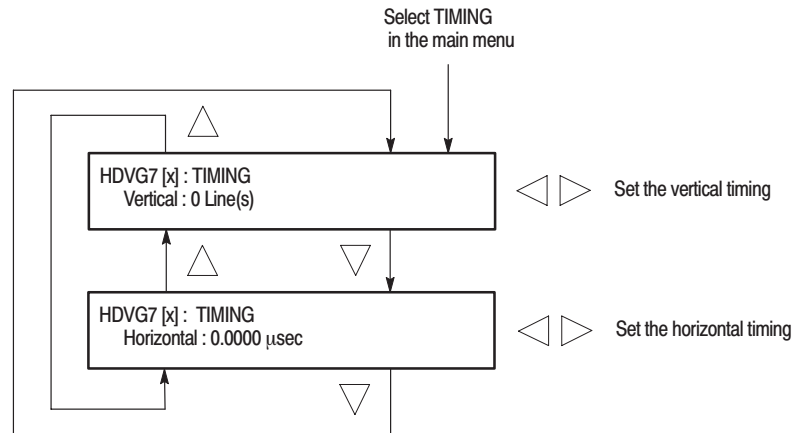 Select TIMING
in the main menu
HDVG7 [x] : TIMING
Vertical : 0 Line(s)
Set the vertical timing
HDVG7 [x] : TIMING
Horizontal : 0.0000 μsec
Set the horizontal timing